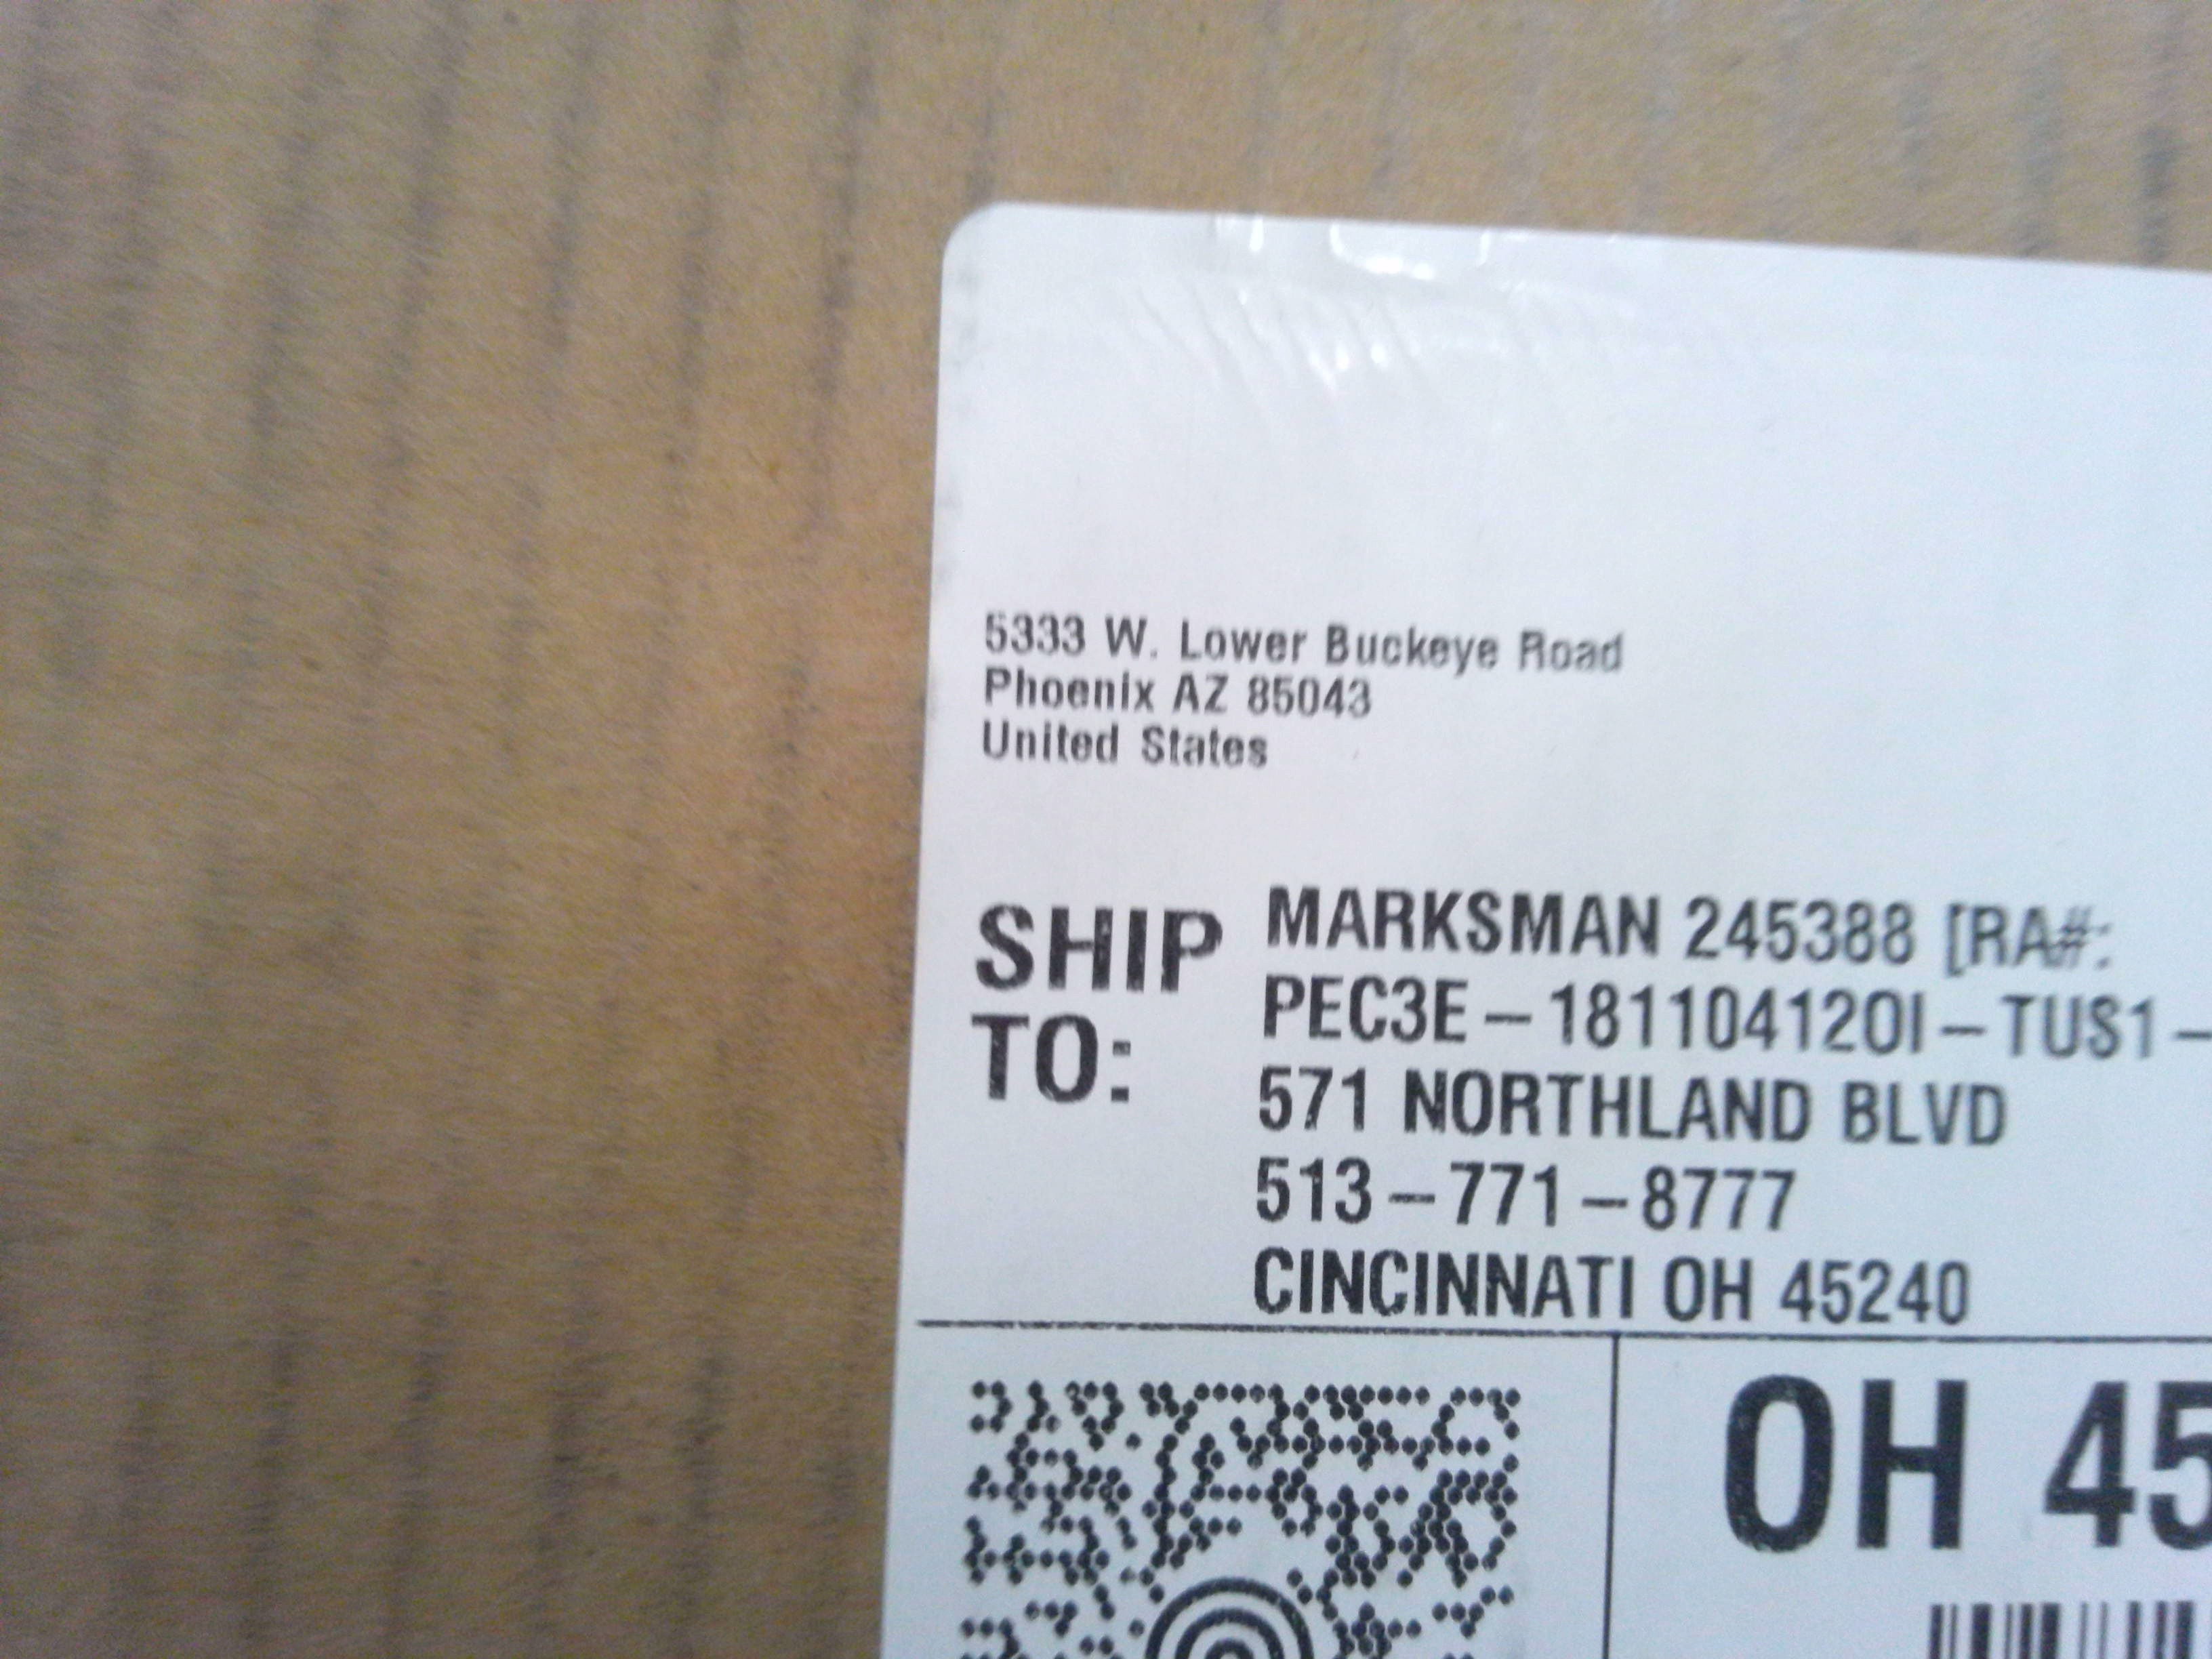 5333 W. Lower Buckeye Road
Phoenix AZ 85043
United States
SHIP TO:
MARKSMAN 245388 [RA#:
PEC3E-181104120I-TUS1-
571 NORTHLAND BLVD
513-771-8777
CINCINNATI OH 45240
OH 45